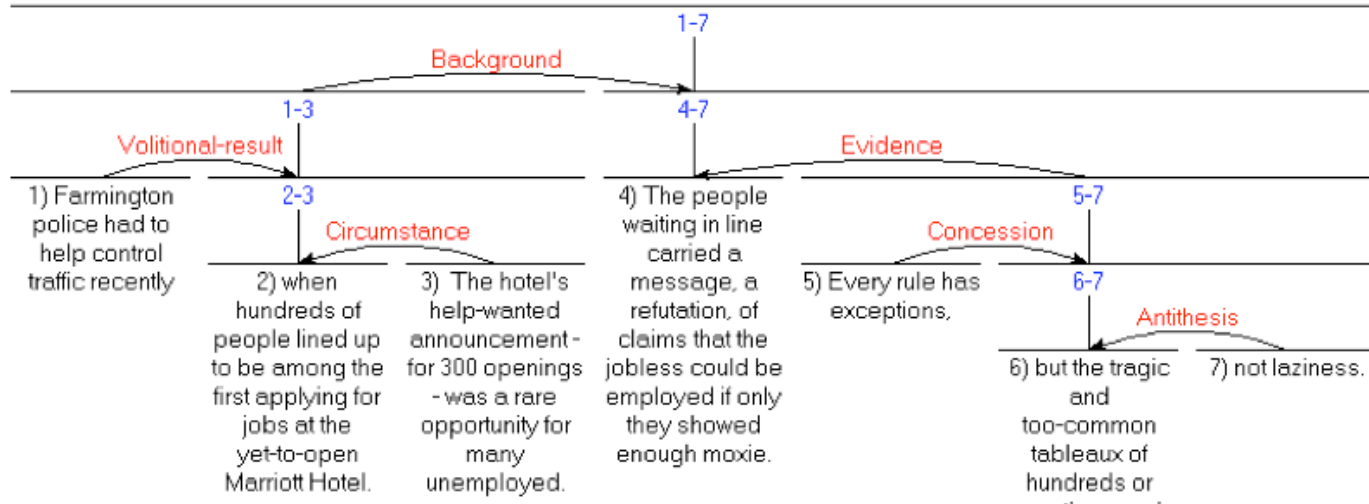 1-7
Background
1-3
4-7
Volitional-result
Evidence
1) Farmington
police had to
help control
traffic recently
2-3
Circumstance
2) when
hundreds of
people lined up
to be among the
first applying for
jobs at the
yet-to-open
Marriott Hotel.
3) The hotel's
help-wanted
announcement -
for 300 openings
- was a rare
opportunity for
many
unemployed.
4) The people
waiting in line
carried a
message, a
refutation, of
claims that the
jobless could be
employed if only
they showed
enough moxie.
5-7
Concession
5) Every rule has
exceptions,
6-7
Antithesis
6) but the tragic
and
too-common
tableaux of
hundreds or
7) not laziness.